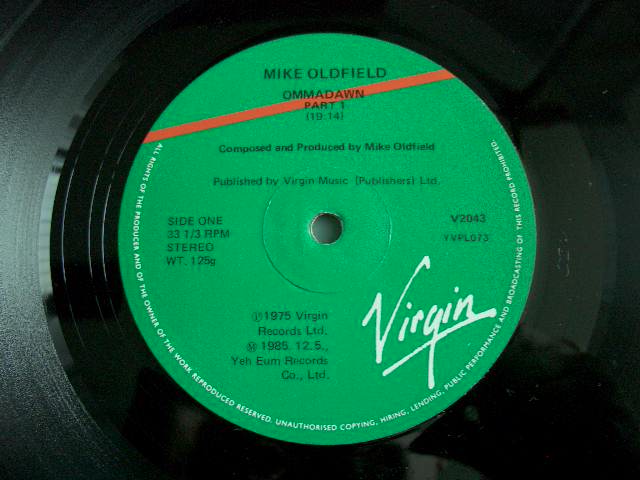 MIKE OLDFIELD
OMMADAWN
PART 1
(19:14)
Composed and Produced by Mike Oldfield
Published by Virgin Music (Publishers) Ltd.
SIDE ONE
33 1/3 RPM
STEREO
WT. 125g
V2043
YVPL073
Ⓟ1975 Virgin
Records Ltd.
Ⓜ 1985. 12. 5.,
Yeh Eum Records
Co., Ltd.
Virgin
ALL RIGHTS OF THE PRODUCER AND OF THE OWNER OF THE WORK REPRODUCED RESERVED. UNAUTHORISED COPYING, HIRING, LENDING, PUBLIC PERFORMANCE AND BROADCASTING OF THIS RECORD PROHIBITED.